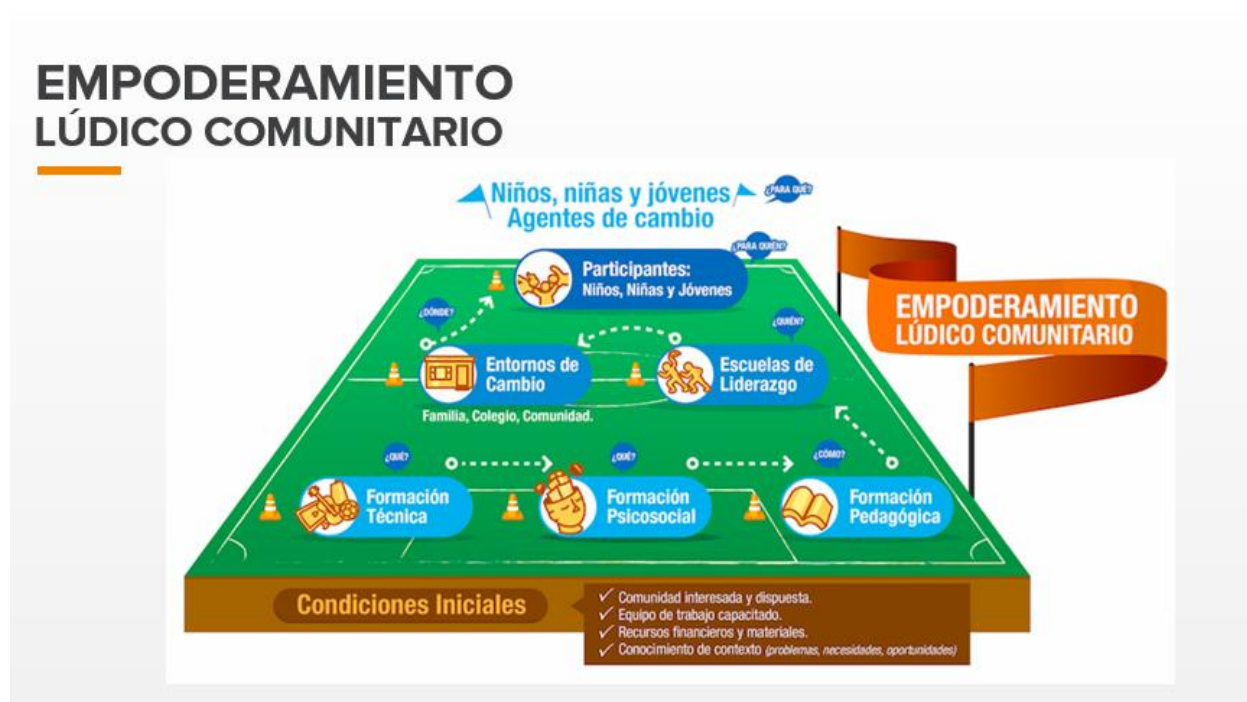 EMPODERAMIENTO
LÚDICO COMUNITARIO
Niños, niñas y jóvenes
Agentes de cambio
¿PARA QUÉ?
¿PARA QUIÉN?
Participantes:
Niños, Niñas y Jóvenes
EMPODERAMIENTO
LÚDICO COMUNITARIO
¿DÓNDE?
¿QUIÉN?
Entornos de
Cambio
Escuelas de
Liderazgo
Familia, Colegio, Comunidad.
¿QUÉ?
¿QUÉ?
¿CÓMO?
Formación
Técnica
Formación
Psicosocial
Formación
Pedagógica
Condiciones Iniciales
✓ Comunidad interesada y dispuesta.
✓ Equipo de trabajo capacitado.
✓ Recursos financieros y materiales.
✓ Conocimiento de contexto (problemas, necesidades, oportunidades)